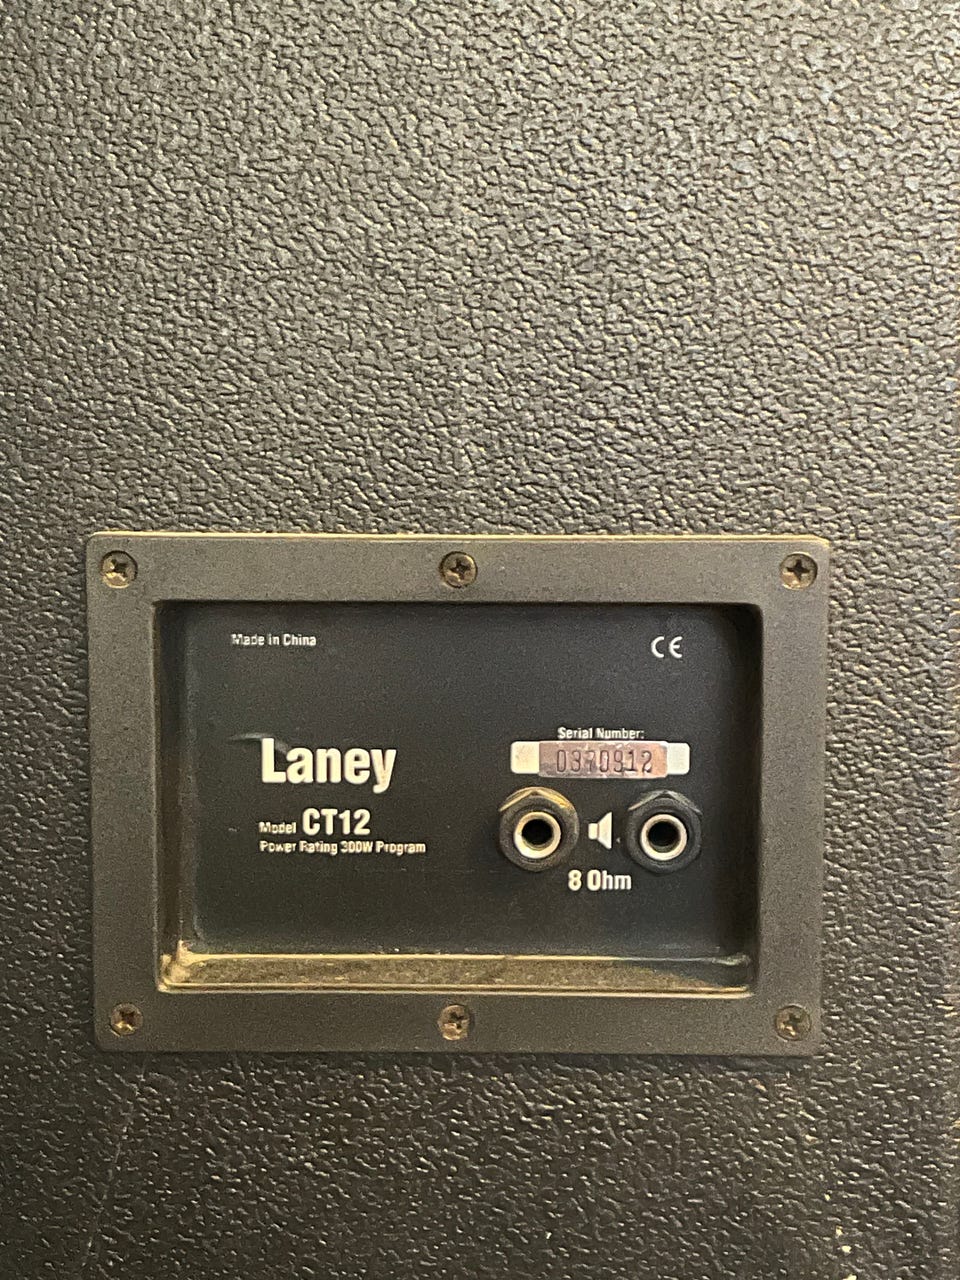 Made in China
CE
Laney
Model CT12
Power Rating 300W Program
Serial Number:
0370912
8 Ohm